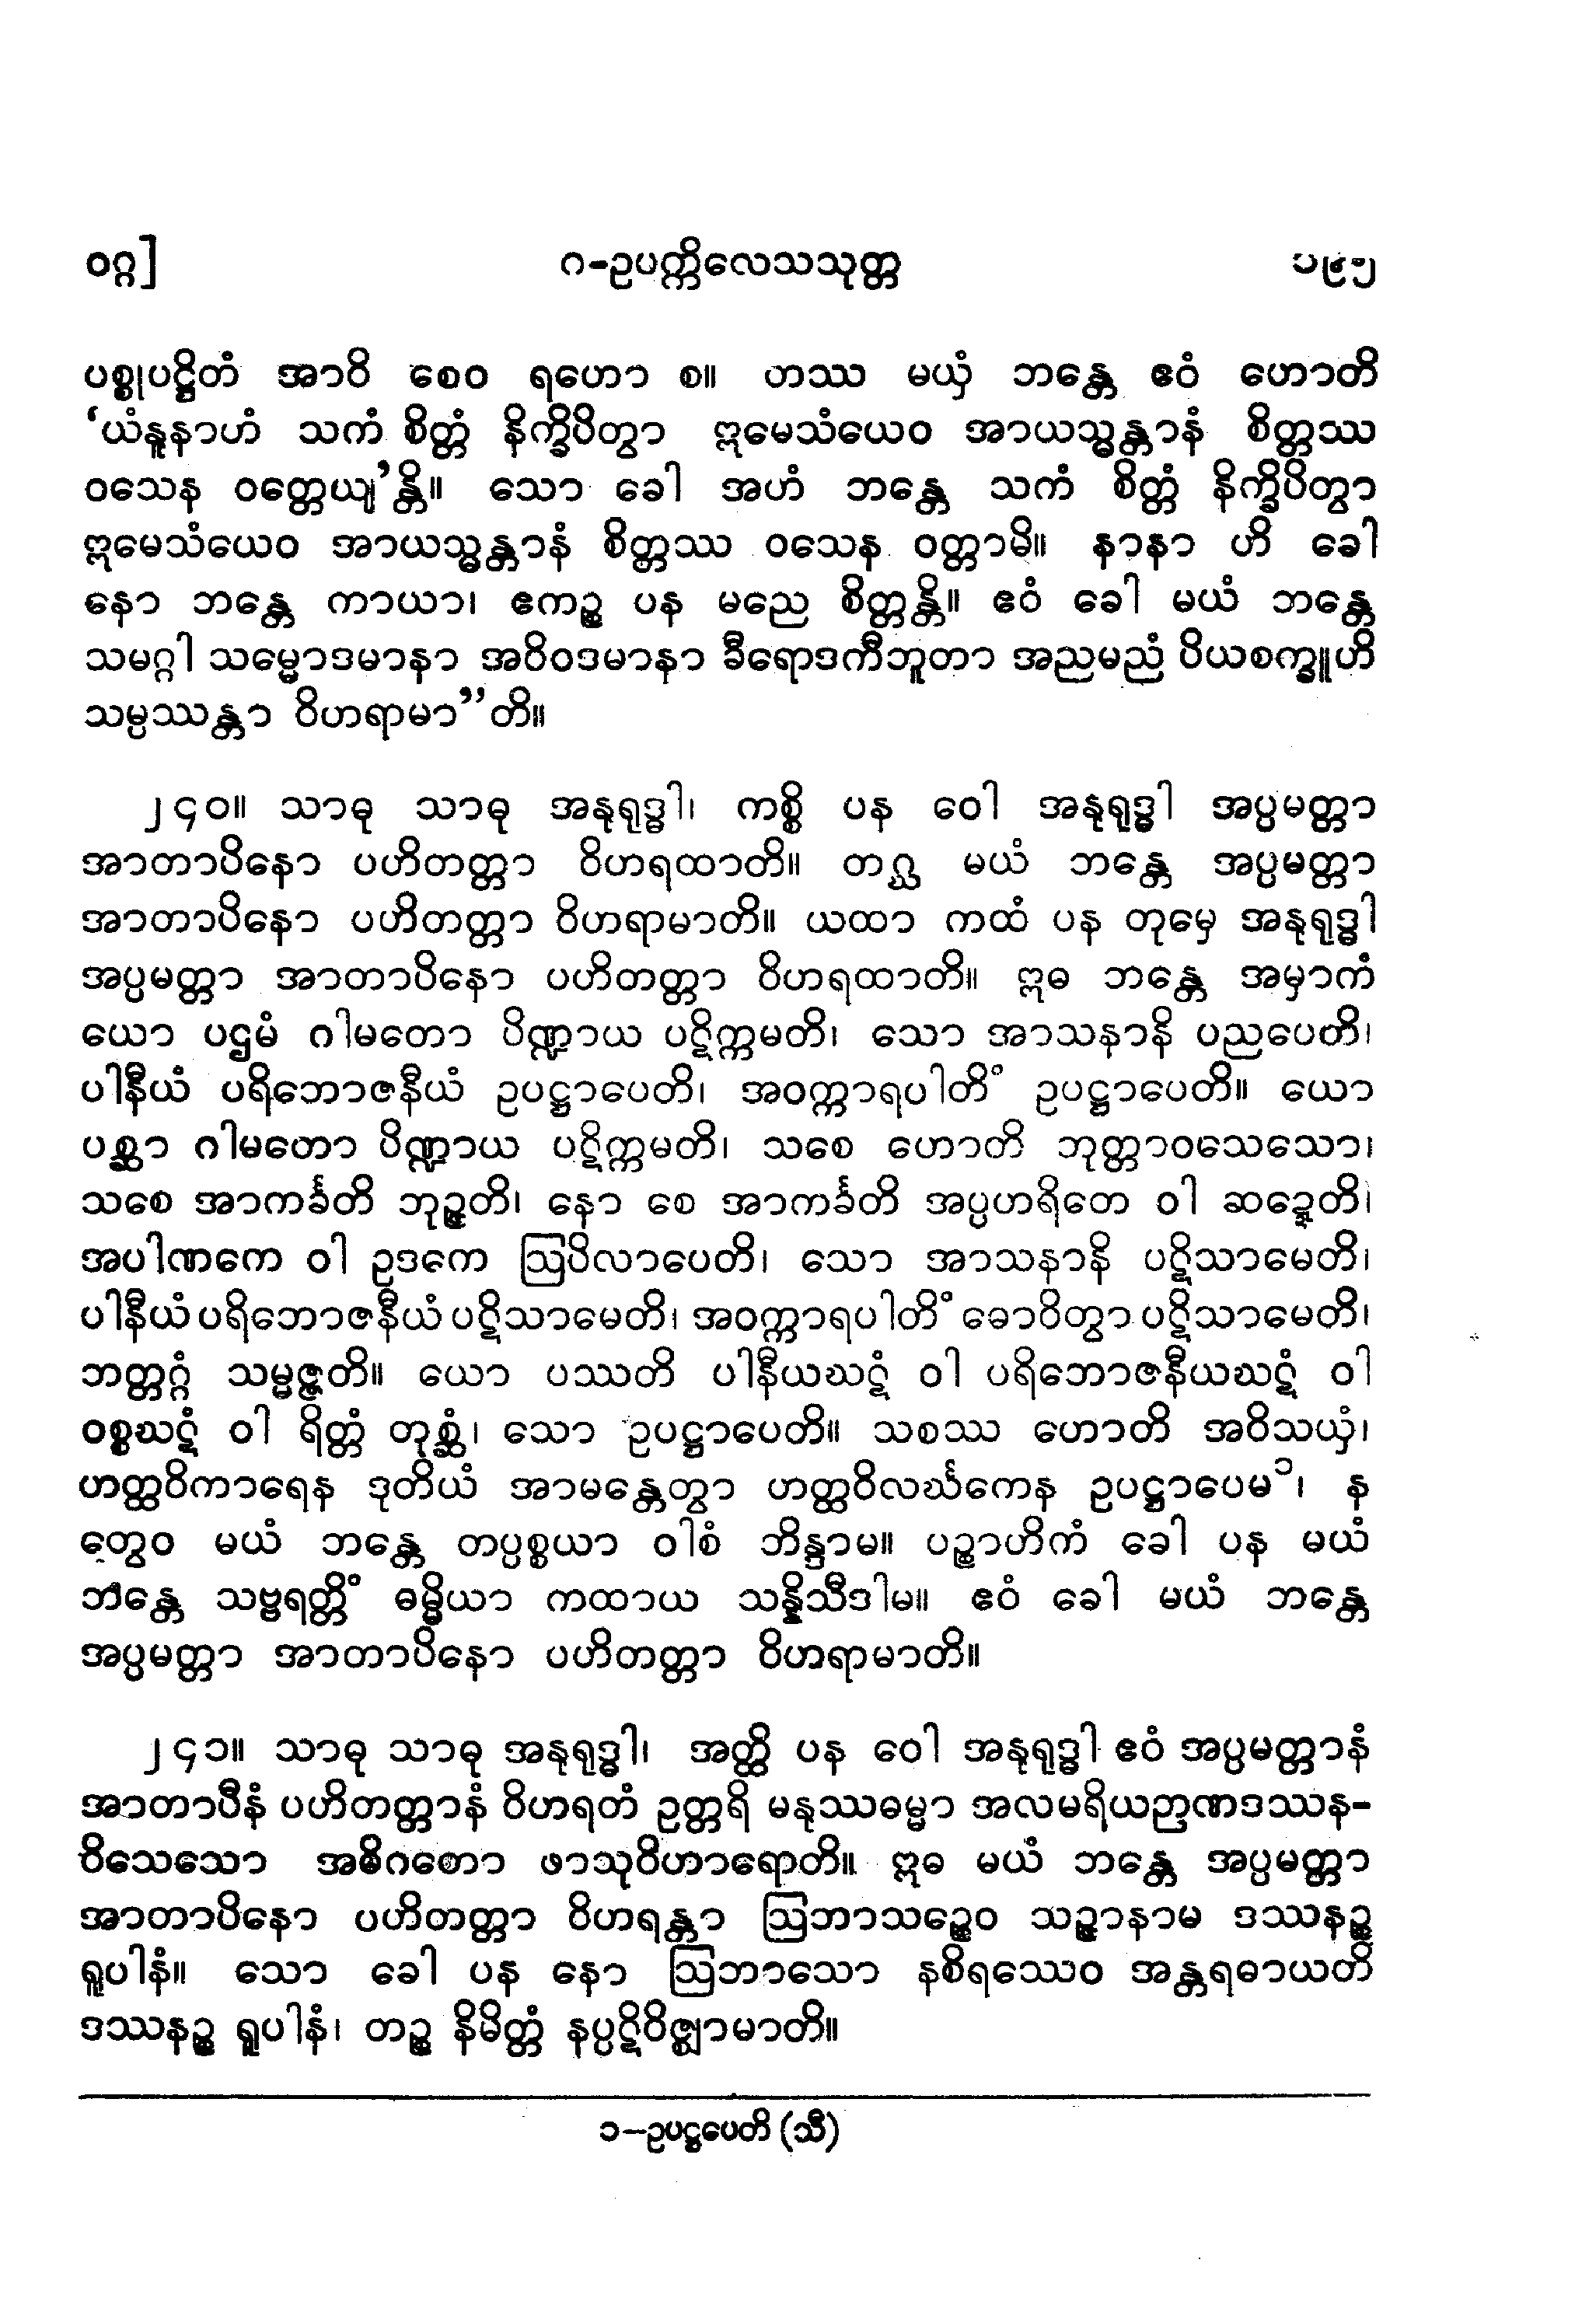 ဝဂ္ဂ]
ဂ-ဥပက္ကိလေသသုတ္တ
၁၉၅
ပစ္စုပဋ္ဌိတံ အာဝိ စေဝ ရဟော စ။ တဿ မယှံ ဘန္တေ ဧဝံ ဟောတိ
‘ယံနူနာဟံ သကံ စိတ္တံ နိက္ခိပိတွာ ဣမေသံယေဝ အာယသ္မန္တာနံ စိတ္တဿ
ဝသေန ဝတ္တေယျ’န္တိ။ သော ခေါ အဟံ ဘန္တေ သကံ စိတ္တံ နိက္ခိပိတွာ
ဣမေသံယေဝ အာယသ္မန္တာနံ စိတ္တဿ ဝသေန ဝတ္တာမိ။ နာနာ ဟိ ခေါ
နော ဘန္တေ ကာယာ၊ ဧကဉ္စ ပန မညေ စိတ္တန္တိ။ ဧဝံ ခေါ မယံ ဘန္တေ
သမဂ္ဂါ သမ္မောဒမာနာ အဝိဝဒမာနာ ခီရောဒကီဘူတာ အညမညံ ပိယစက္ခူဟိ
သမ္ပဿန္တာ ဝိဟရာမာ”တိ။
၂၄၀။ သာဓု သာဓု အနုရုဒ္ဓါ၊ ကစ္စိ ပန ဝေါ အနုရုဒ္ဓါ အပ္ပမတ္တာ
အာတာပိနော ပဟိတတ္တာ ဝိဟရထာတိ။ တဂ္ဃ မယံ ဘန္တေ အပ္ပမတ္တာ
အာတာပိနော ပဟိတတ္တာ ဝိဟရာမာတိ။ ယထာ ကထံ ပန တုမှေ အနုရုဒ္ဓါ
အပ္ပမတ္တာ အာတာပိနော ပဟိတတ္တာ ဝိဟရထာတိ။ ဣဓ ဘန္တေ အမှာကံ
ယော ပဌမံ ဂါမတော ပိဏ္ဍာယ ပဋိက္ကမတိ၊ သော အာသနာနိ ပညပေတိ၊
ပါနီယံ ပရိဘောဇနီယံ ဥပဋ္ဌာပေတိ၊ အဝက္ကာရပါတိံ ဥပဋ္ဌာပေတိ။ ယော
ပစ္ဆာ ဂါမတော ပိဏ္ဍာယ ပဋိက္ကမတိ၊ သစေ ဟောတိ ဘုတ္တာဝသေသော၊
သစေ အာကင်္ခတိ ဘုဉ္ဇတိ၊ နော စေ အာကင်္ခတိ အပ္ပဟရိတေ ဝါ ဆဍ္ဍေတိ၊
အပါဏကေ ဝါ ဥဒကေ ဩပိလာပေတိ၊ သော အာသနာနိ ပဋိသာမေတိ၊
ပါနီယံ ပရိဘောဇနီယံ ပဋိသာမေတိ၊ အဝက္ကာရပါတိံ ဓောဝိတွာ ပဋိသာမေတိ၊
ဘတ္တဂ္ဂံ သမ္မဇ္ဇတိ။ ယော ပဿတိ ပါနီယဃဋံ ဝါ ပရိဘောဇနီယဃဋံ ဝါ
ဝစ္စဃဋံ ဝါ ရိတ္တံ တုစ္ဆံ၊ သော ဥပဋ္ဌာပေတိ။ သစဿ ဟောတိ အဝိသယှံ၊
ဟတ္ထဝိကာရေန ဒုတိယံ အာမန္တေတွာ ဟတ္ထဝိလင်္ဃကေန ဥပဋ္ဌာပေမ၁၊ န
တွေဝ မယံ ဘန္တေ တပ္ပစ္စယာ ဝါစံ ဘိန္ဒာမ။ ပဉ္စာဟိကံ ခေါ ပန မယံ
ဘန္တေ သဗ္ဗရတ္တိံ ဓမ္မိယာ ကထာယ သန္နိသီဒါမ။ ဧဝံ ခေါ မယံ ဘန္တေ
အပ္ပမတ္တာ အာတာပိနော ပဟိတတ္တာ ဝိဟရာမာတိ။
၂၄၁။ သာဓု သာဓု အနုရုဒ္ဓါ၊ အတ္ထိ ပန ဝေါ အနုရုဒ္ဓါ ဧဝံ အပ္ပမတ္တာနံ
အာတာပီနံ ပဟိတတ္တာနံ ဝိဟရတံ ဥတ္တရိ မနုဿဓမ္မာ အလမရိယဉာဏဒဿန-
ဝိသေသော အဓိဂတော ဖာသုဝိဟာရောတိ။ ဣဓ မယံ ဘန္တေ အပ္ပမတ္တာ
အာတာပိနော ပဟိတတ္တာ ဝိဟရန္တာ ဩဘာသဉ္စေဝ သဉ္ဇာနာမ ဒဿနဉ္စ
ရူပါနံ။ သော ခေါ ပန နော ဩဘာသော နစိရဿေဝ အန္တရဓာယတိ
ဒဿနဉ္စ ရူပါနံ၊ တဉ္စ နိမိတ္တံ နပ္ပဋိဝိဇ္ဈာမာတိ။
၁–ဥပဋ္ဌပေတိ (သီ)